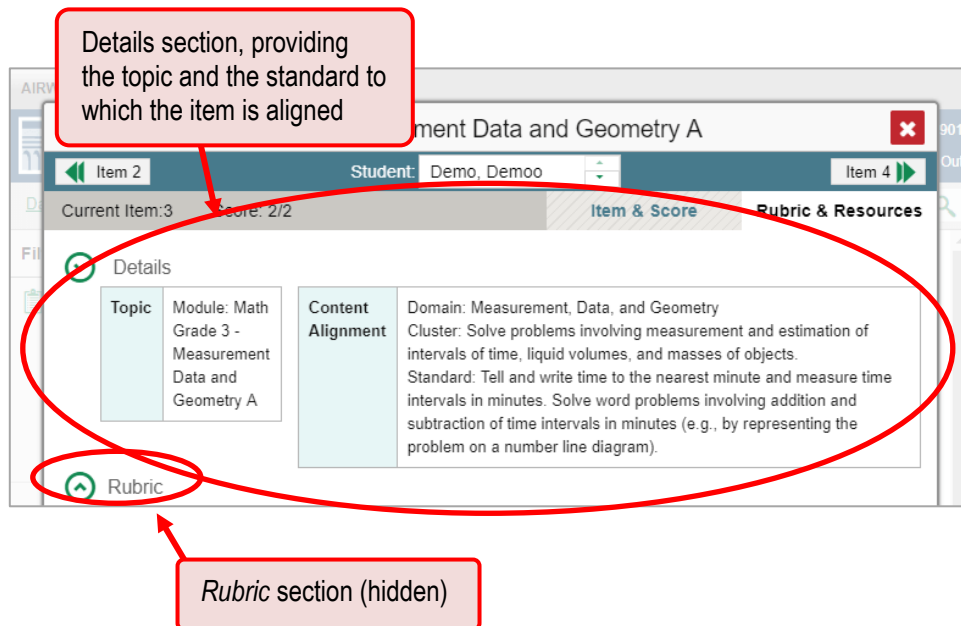 Details section, providing
the topic and the standard to
which the item is aligned
AIRW
ment Data and Geometry A
901
Out
Item 2
Student:
Demo, Demoo
Item 4
Current Item:3
Score: 2/2
Item & Score
Rubric & Resources
Fil
Details
Topic
Module: Math
Grade 3 -
Measurement
Data and
Geometry A
Content
Alignment
Domain: Measurement, Data, and Geometry
Cluster: Solve problems involving measurement and estimation of
intervals of time, liquid volumes, and masses of objects.
Standard: Tell and write time to the nearest minute and measure time
intervals in minutes. Solve word problems involving addition and
subtraction of time intervals in minutes (e.g., by representing the
problem on a number line diagram).
Rubric
Rubric section (hidden)